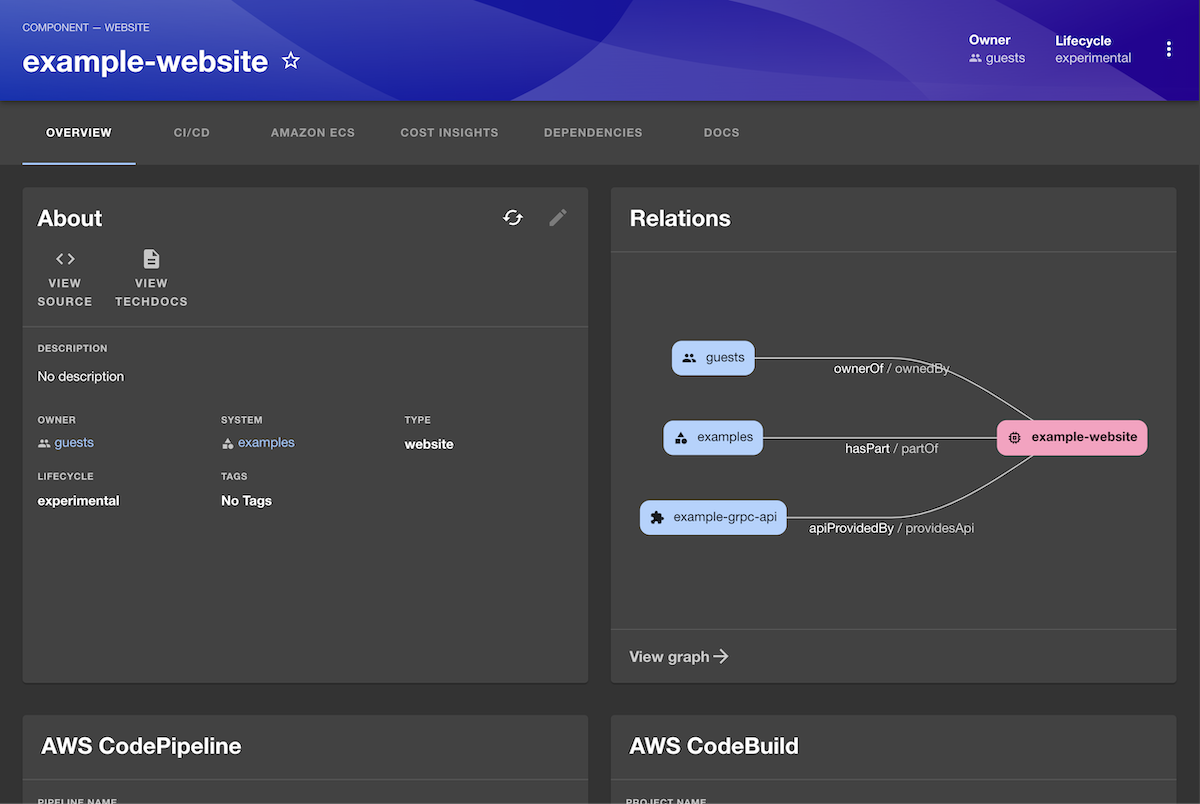 COMPONENT — WEBSITE
example-website
Owner
guests
Lifecycle
experimental
OVERVIEW
CI/CD
AMAZON ECS
COST INSIGHTS
DEPENDENCIES
DOCS
About
VIEW
SOURCE
VIEW
TECHDOCS
DESCRIPTION
No description
OWNER
guests
SYSTEM
examples
TYPE
website
LIFECYCLE
experimental
TAGS
No Tags
Relations
guests
ownerOf / ownedBy
examples
hasPart / partOf
example-website
example-grpc-api
apiProvidedBy / providesApi
View graph
AWS CodePipeline
PIPELINE NAME
AWS CodeBuild
PROJECT NAME